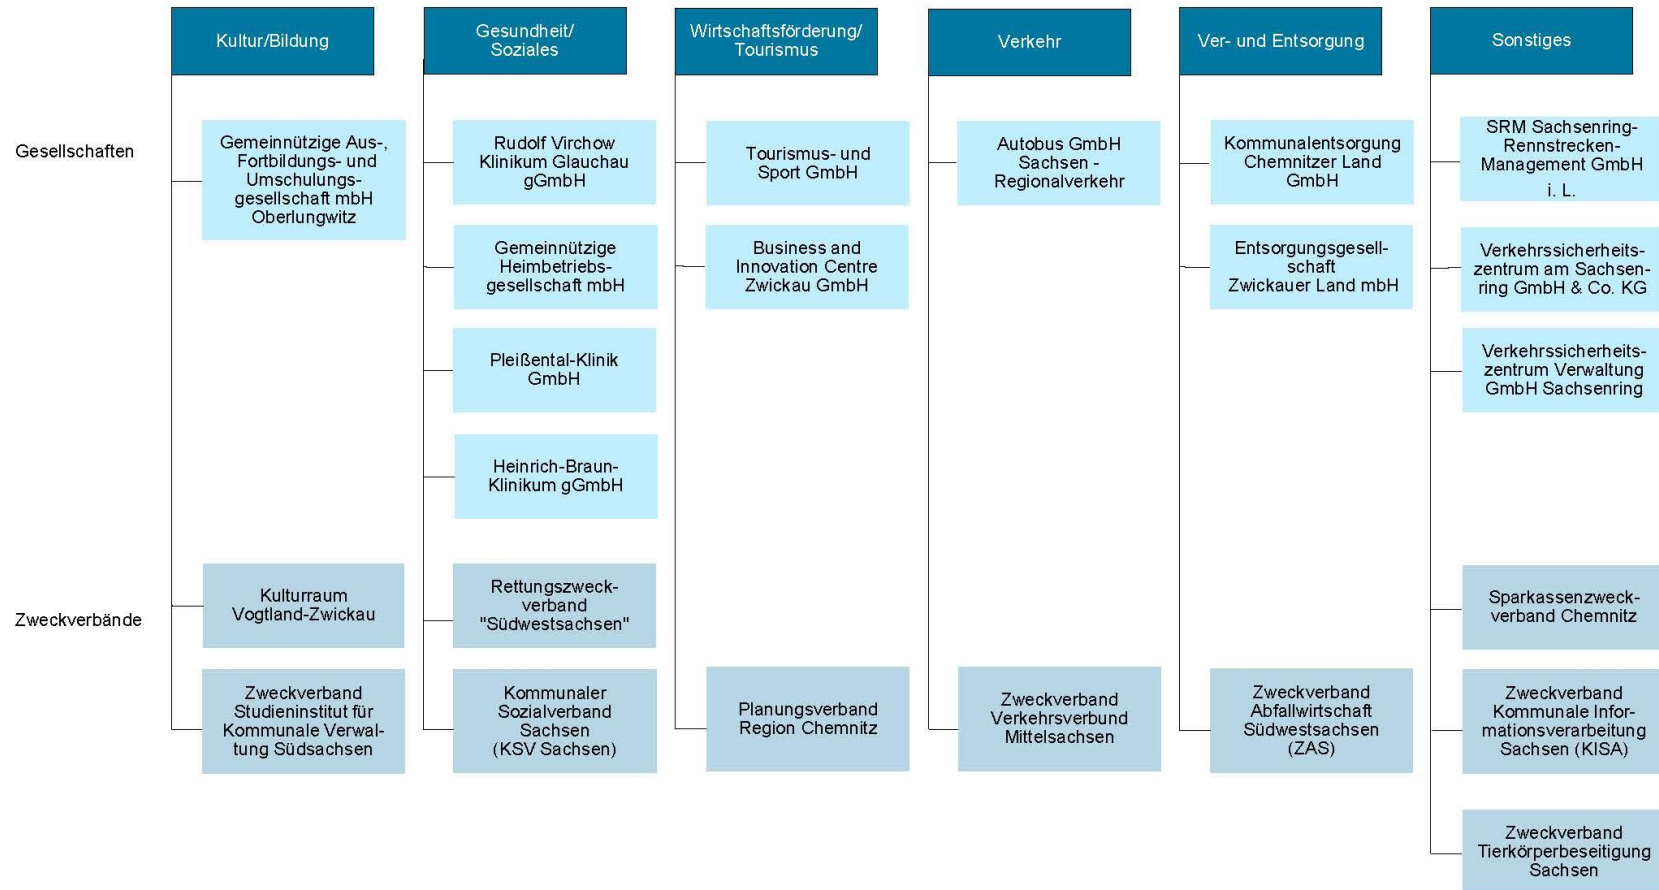 Kultur/Bildung
Gesundheit/
Soziales
Wirtschaftsförderung/
Tourismus
Verkehr
Ver- und Entsorgung
Sonstiges
Gesellschaften
Gemeinnützige Aus-,
Fortbildungs- und
Umschulungs-
gesellschaft mbH
Oberlungwitz
Rudolf Virchow
Klinikum Glauchau
gGmbH
Tourismus- und
Sport GmbH
Autobus GmbH
Sachsen -
Regionalverkehr
Kommunalentsorgung
Chemnitzer Land
GmbH
SRM Sachsenring-
Rennstrecken-
Management GmbH
i. L.
Gemeinnützige
Heimbetriebs-
gesellschaft mbH
Business and
Innovation Centre
Zwickau GmbH
Entsorgungsgesell-
schaft
Zwickauer Land mbH
Verkehrssicherheits-
zentrum am Sachsen-
ring GmbH & Co. KG
Pleißental-Klinik
GmbH
Verkehrssicherheits-
zentrum Verwaltung
GmbH Sachsenring
Heinrich-Braun-
Klinikum gGmbH
Zweckverbände
Kulturraum
Vogtland-Zwickau
Rettungszweck-
verband
"Südwestsachsen"
Sparkassenzweck-
verband Chemnitz
Zweckverband
Studieninstitut für
Kommunale Verwal-
tung Südsachsen
Kommunaler
Sozialverband
Sachsen
(KSV Sachsen)
Planungsverband
Region Chemnitz
Zweckverband
Verkehrsverbund
Mittelsachsen
Zweckverband
Abfallwirtschaft
Südwestsachsen
(ZAS)
Zweckverband
Kommunale Infor-
mationsverarbeitung
Sachsen (KISA)
Zweckverband
Tierkörperbeseitigung
Sachsen